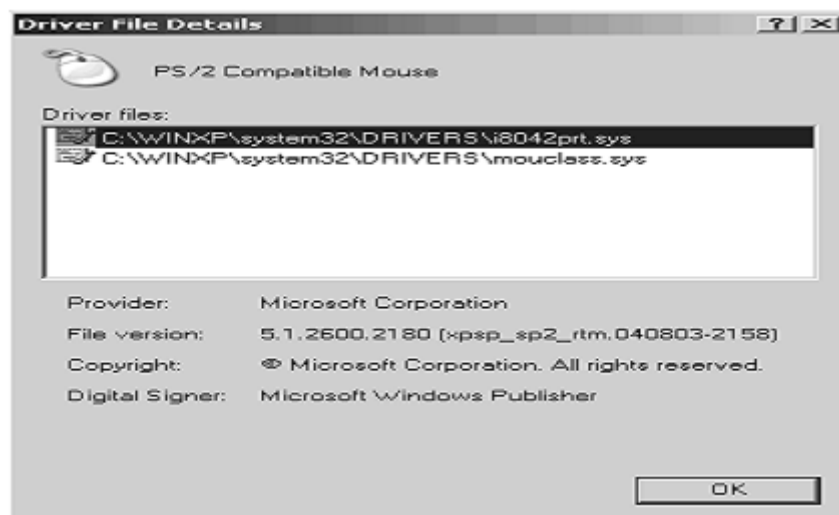 Driver File Details
PS/2 Compatible Mouse
Driver files:
C:\WINXP\system32\DRIVERS\i8042prt.sys
C:\WINXP\system32\DRIVERS\mouclass.sys
Provider: Microsoft Corporation
File version: 5.1.2600.2180 (xpsp_sp2_rtm.040803-2158)
Copyright: © Microsoft Corporation. All rights reserved.
Digital Signer: Microsoft Windows Publisher
OK